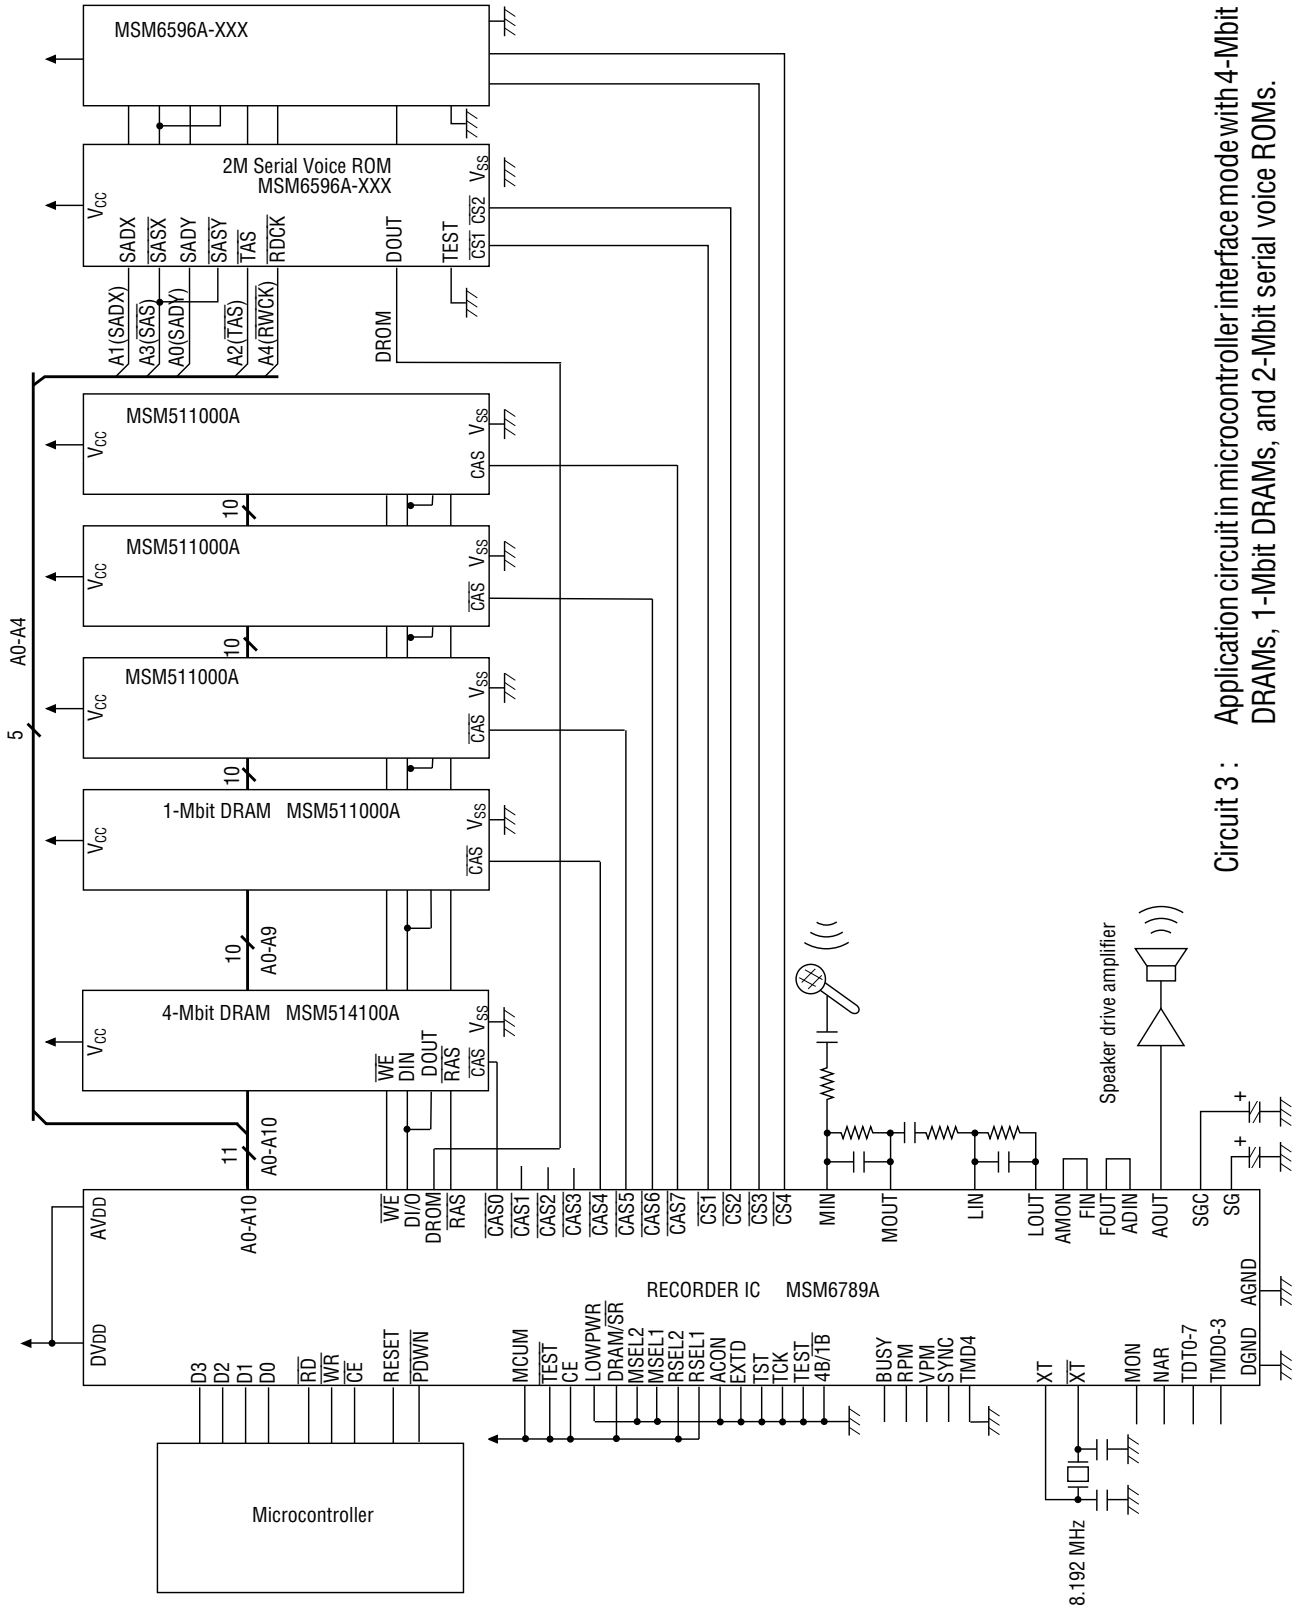 MSM6596A-XXX
2M Serial Voice ROM
MSM6596A-XXX
VCC
SADX
SASX
SADY
SASY
TAS
RDCK
DOUT
TEST
CS1
CS2
VSS
A1(SADX)
A3(SAS)
A0(SADY)
A2(TAS)
A4(RWCK)
DROM
MSM511000A
VCC
CAS
VSS
10
MSM511000A
VCC
CAS
VSS
10
MSM511000A
VCC
CAS
VSS
10
A0-A4
5
1-Mbit DRAM MSM511000A
VCC
CAS
VSS
10
A0-A9
4-Mbit DRAM MSM514100A
VCC
WE
DIN
DOUT
RAS
CAS
VSS
11
A0-A10
AVDD
DVDD
A0-A10
WE
DI/O
DROM
RAS
CAS0
CAS1
CAS2
CAS3
CAS4
CAS5
CAS6
CAS7
CS1
CS2
CS3
CS4
MIN
MOUT
LIN
LOUT
AMON
FIN
FOUT
ADIN
AOUT
SGC
SG
RECORDER IC MSM6789A
D3
D2
D1
D0
RD
WR
CE
RESET
PDWN
MCUM
TEST
CE
LOWPWR
DRAM/SR
MSEL2
MSEL1
RSEL2
RSEL1
ACON
EXTD
TST
TCK
TEST
4B/1B
BUSY
RPM
VPM
SYNC
TMD4
XT
XT
MON
NAR
TDT0-7
TMD0-3
DGND
AGND
Microcontroller
8.192 MHz
Speaker drive amplifier
+
+
Circuit 3 : Application circuit in microcontroller interface mode with 4-Mbit
DRAMs, 1-Mbit DRAMs, and 2-Mbit serial voice ROMs.